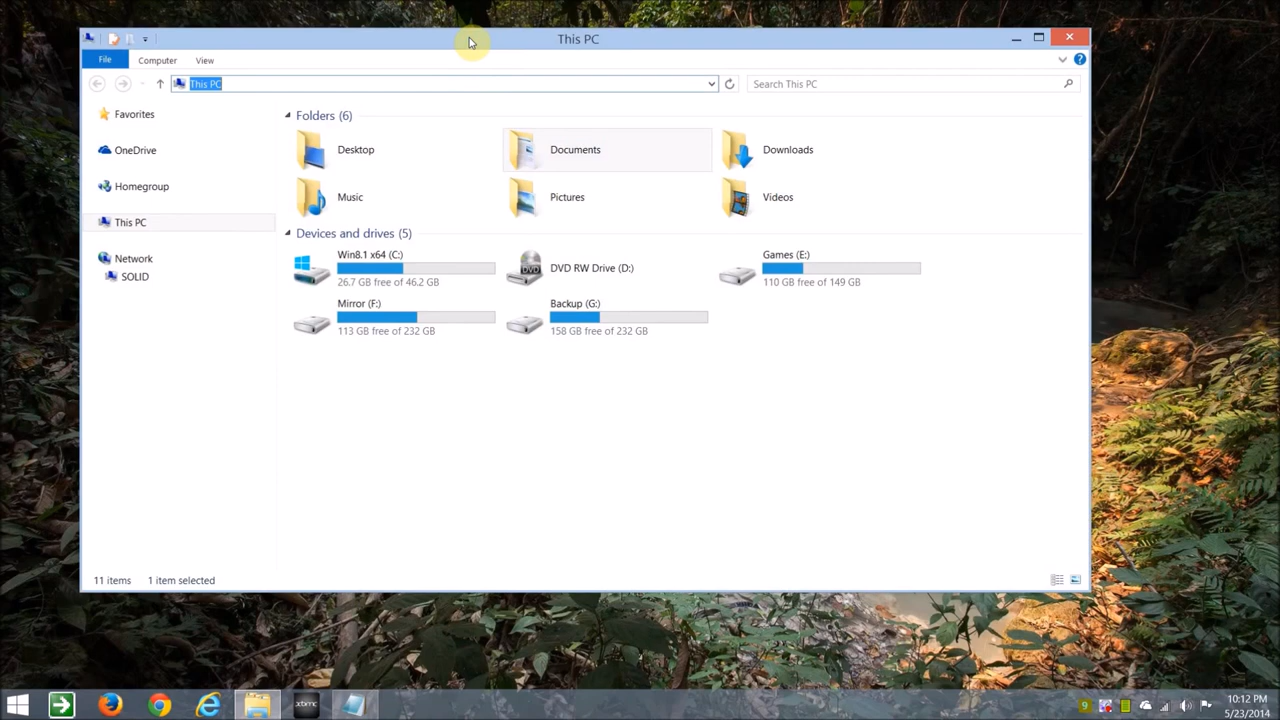 This PC
File
Computer
View
This PC
Search This PC
Favorites
OneDrive
Homegroup
This PC
Network
SOLID
Folders (6)
Desktop
Documents
Downloads
Music
Pictures
Videos
Devices and drives (5)
Win8.1 x64 (C:)
26.7 GB free of 46.2 GB
DVD
DVD RW Drive (D:)
Games (E:)
110 GB free of 149 GB
Mirror (F:)
113 GB free of 232 GB
Backup (G:)
158 GB free of 232 GB
11 items 1 item selected
xbmc
9
10:12 PM
5/23/2014